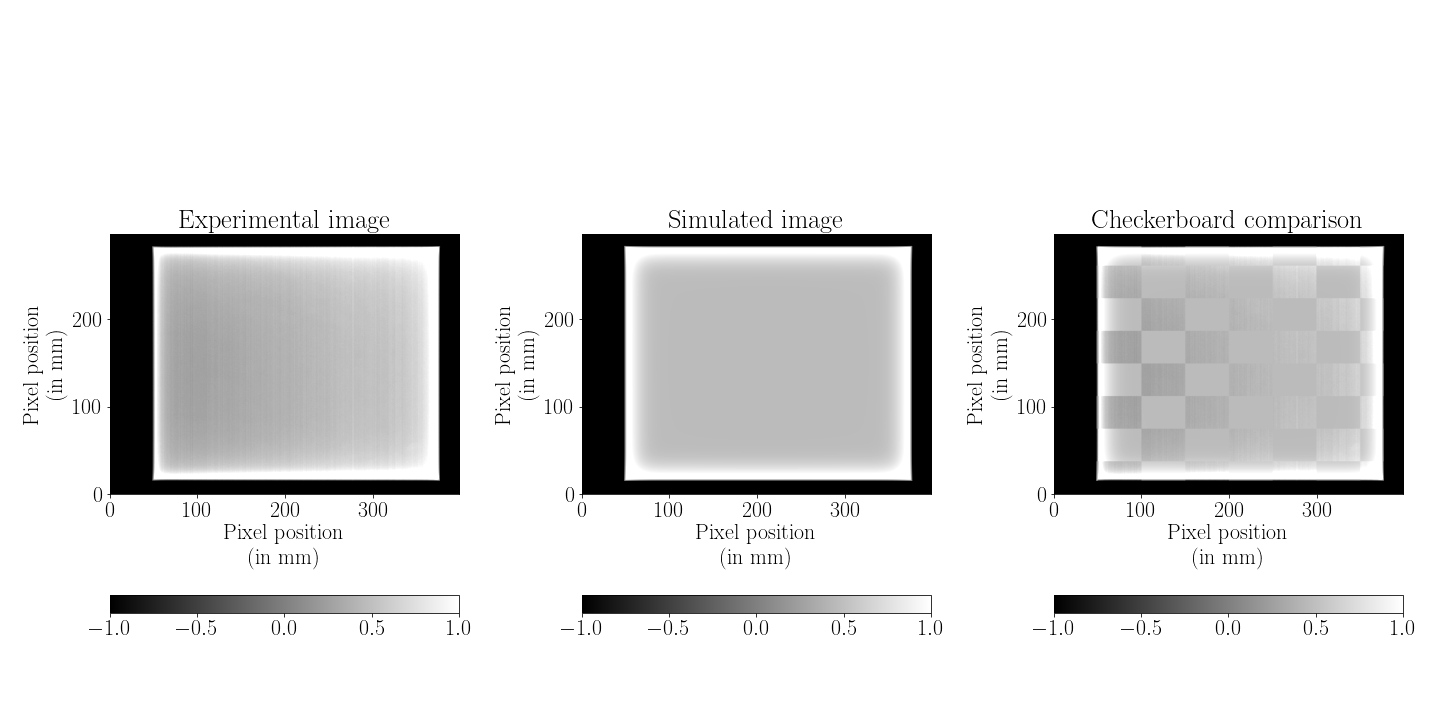 Experimental image
Simulated image
Checkerboard comparison
Pixel position
(in mm)
200
100
0
0 100 200 300
Pixel position
(in mm)
−1.0 −0.5 0.0 0.5 1.0
Pixel position
(in mm)
200
100
0
0 100 200 300
Pixel position
(in mm)
−1.0 −0.5 0.0 0.5 1.0
Pixel position
(in mm)
200
100
0
0 100 200 300
Pixel position
(in mm)
−1.0 −0.5 0.0 0.5 1.0